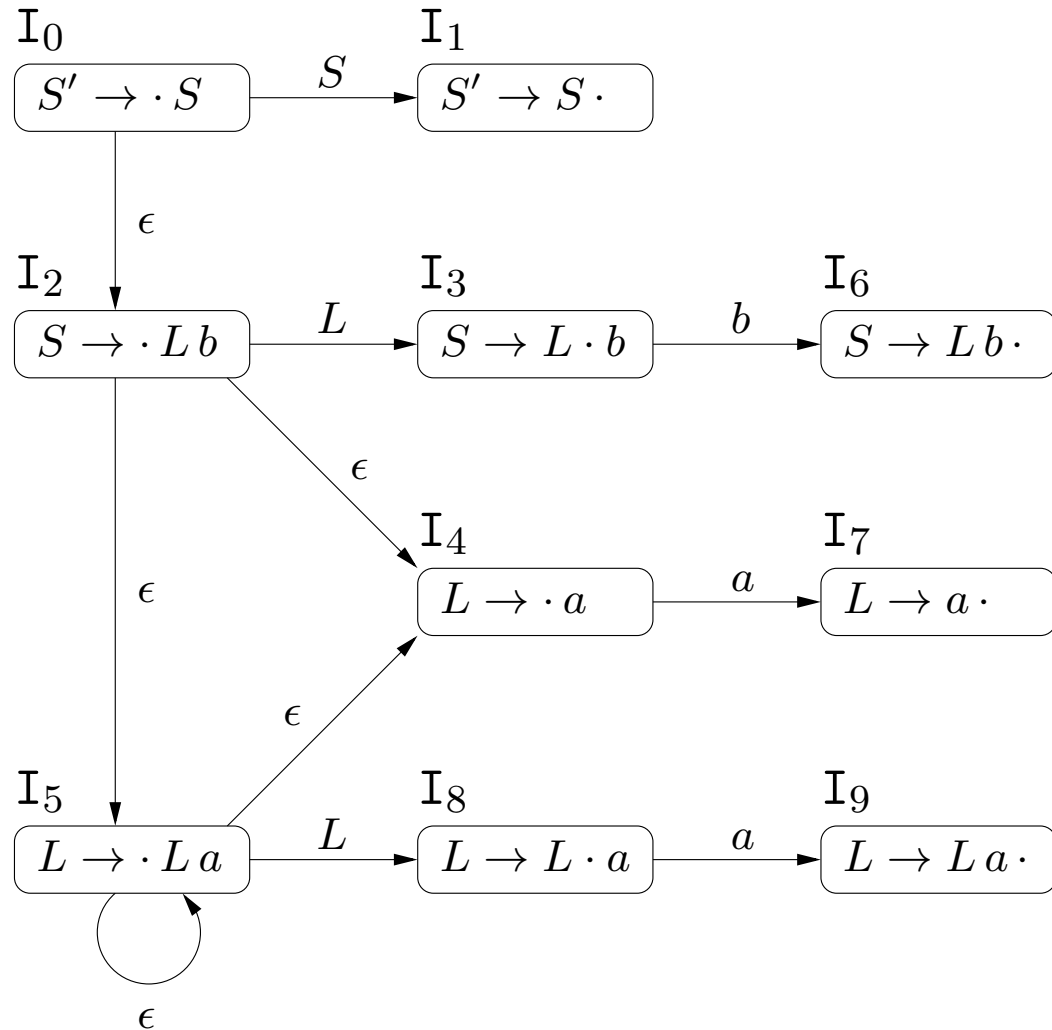 I₀ I₁
S′ → · S S S′ → S ·
ϵ
I₂ I₃ I₆
S → · L b L S → L · b b S → L b ·
ϵ
I₄ I₇
ϵ L → · a a L → a ·
ϵ
I₅ I₈ I₉
L → · L a L L → L · a a L → L a ·
ϵ